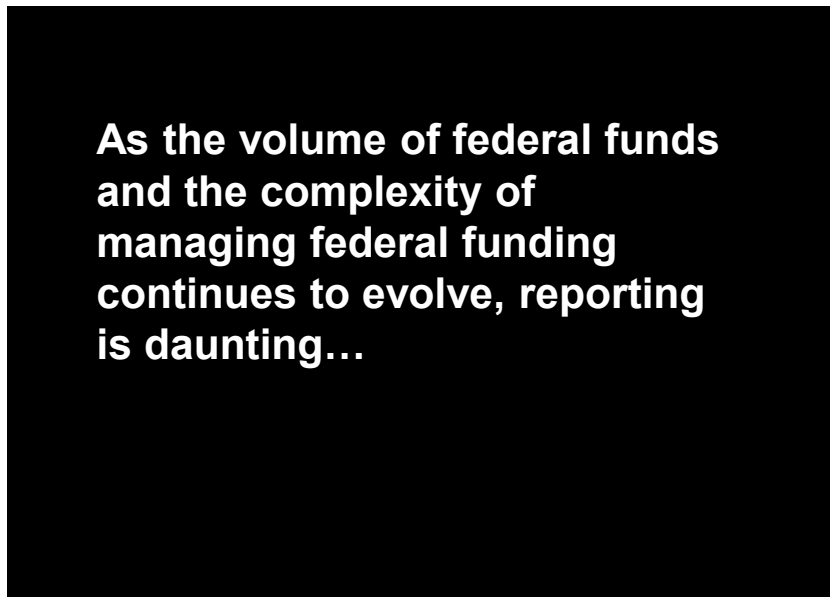 As the volume of federal funds
and the complexity of
managing federal funding
continues to evolve, reporting
is daunting…